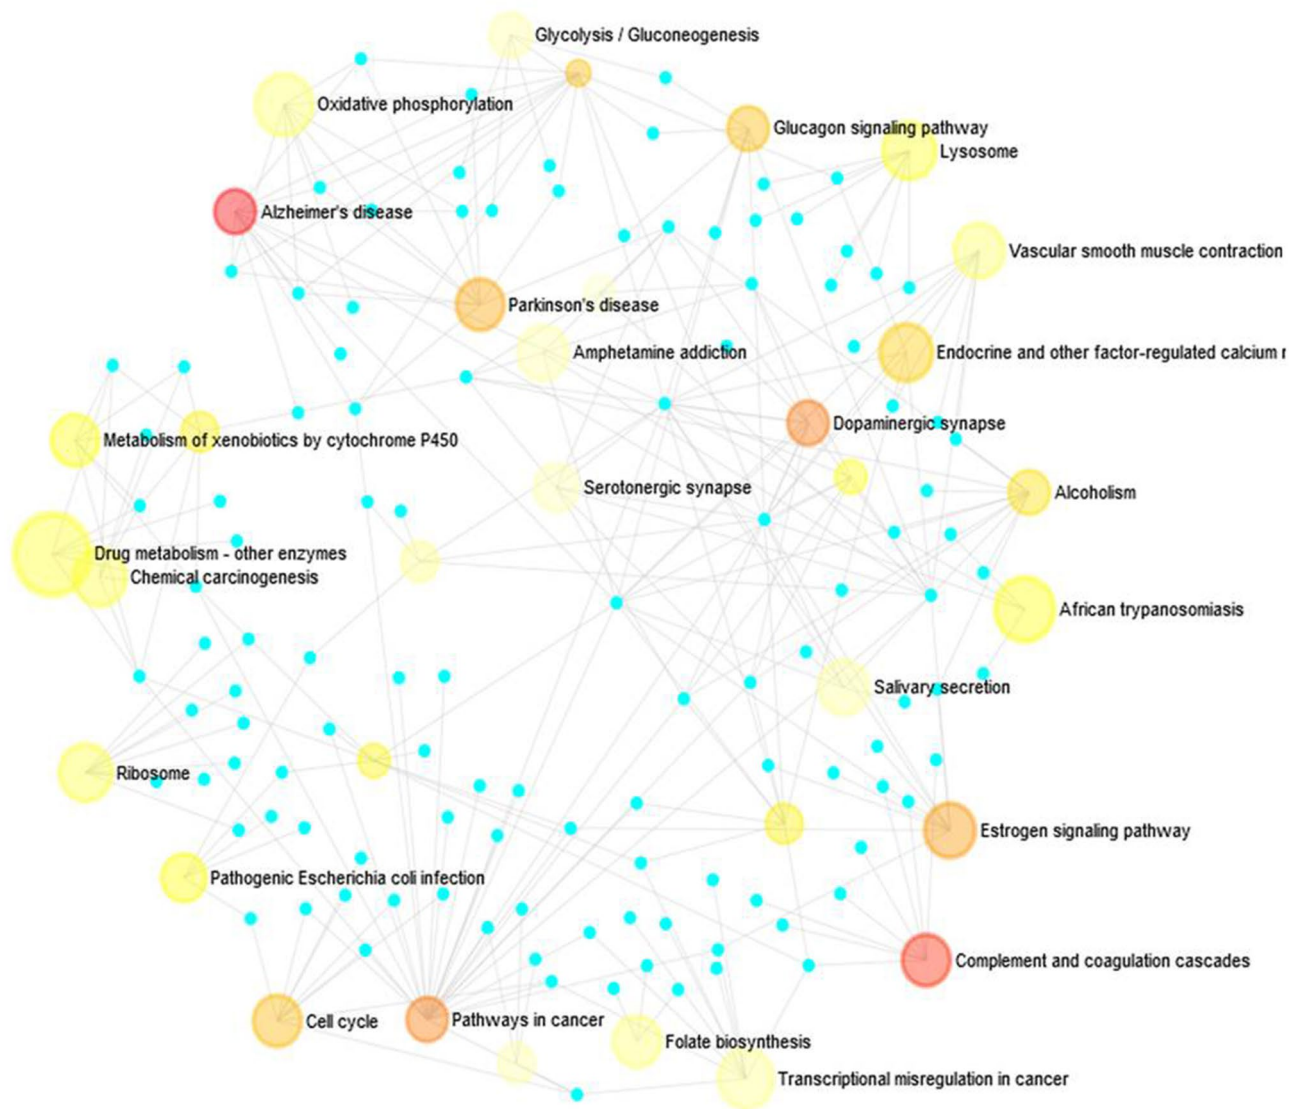 Glycolysis / Gluconeogenesis
Oxidative phosphorylation
Glucagon signaling pathway
Lysosome
Alzheimer's disease
Vascular smooth muscle contraction
Parkinson's disease
Amphetamine addiction
Endocrine and other factor-regulated calcium r
Dopaminergic synapse
Metabolism of xenobiotics by cytochrome P450
Serotonergic synapse
Alcoholism
Drug metabolism - other enzymes
Chemical carcinogenesis
African trypanosomiasis
Salivary secretion
Ribosome
Estrogen signaling pathway
Pathogenic Escherichia coli infection
Complement and coagulation cascades
Cell cycle
Pathways in cancer
Folate biosynthesis
Transcriptional misregulation in cancer